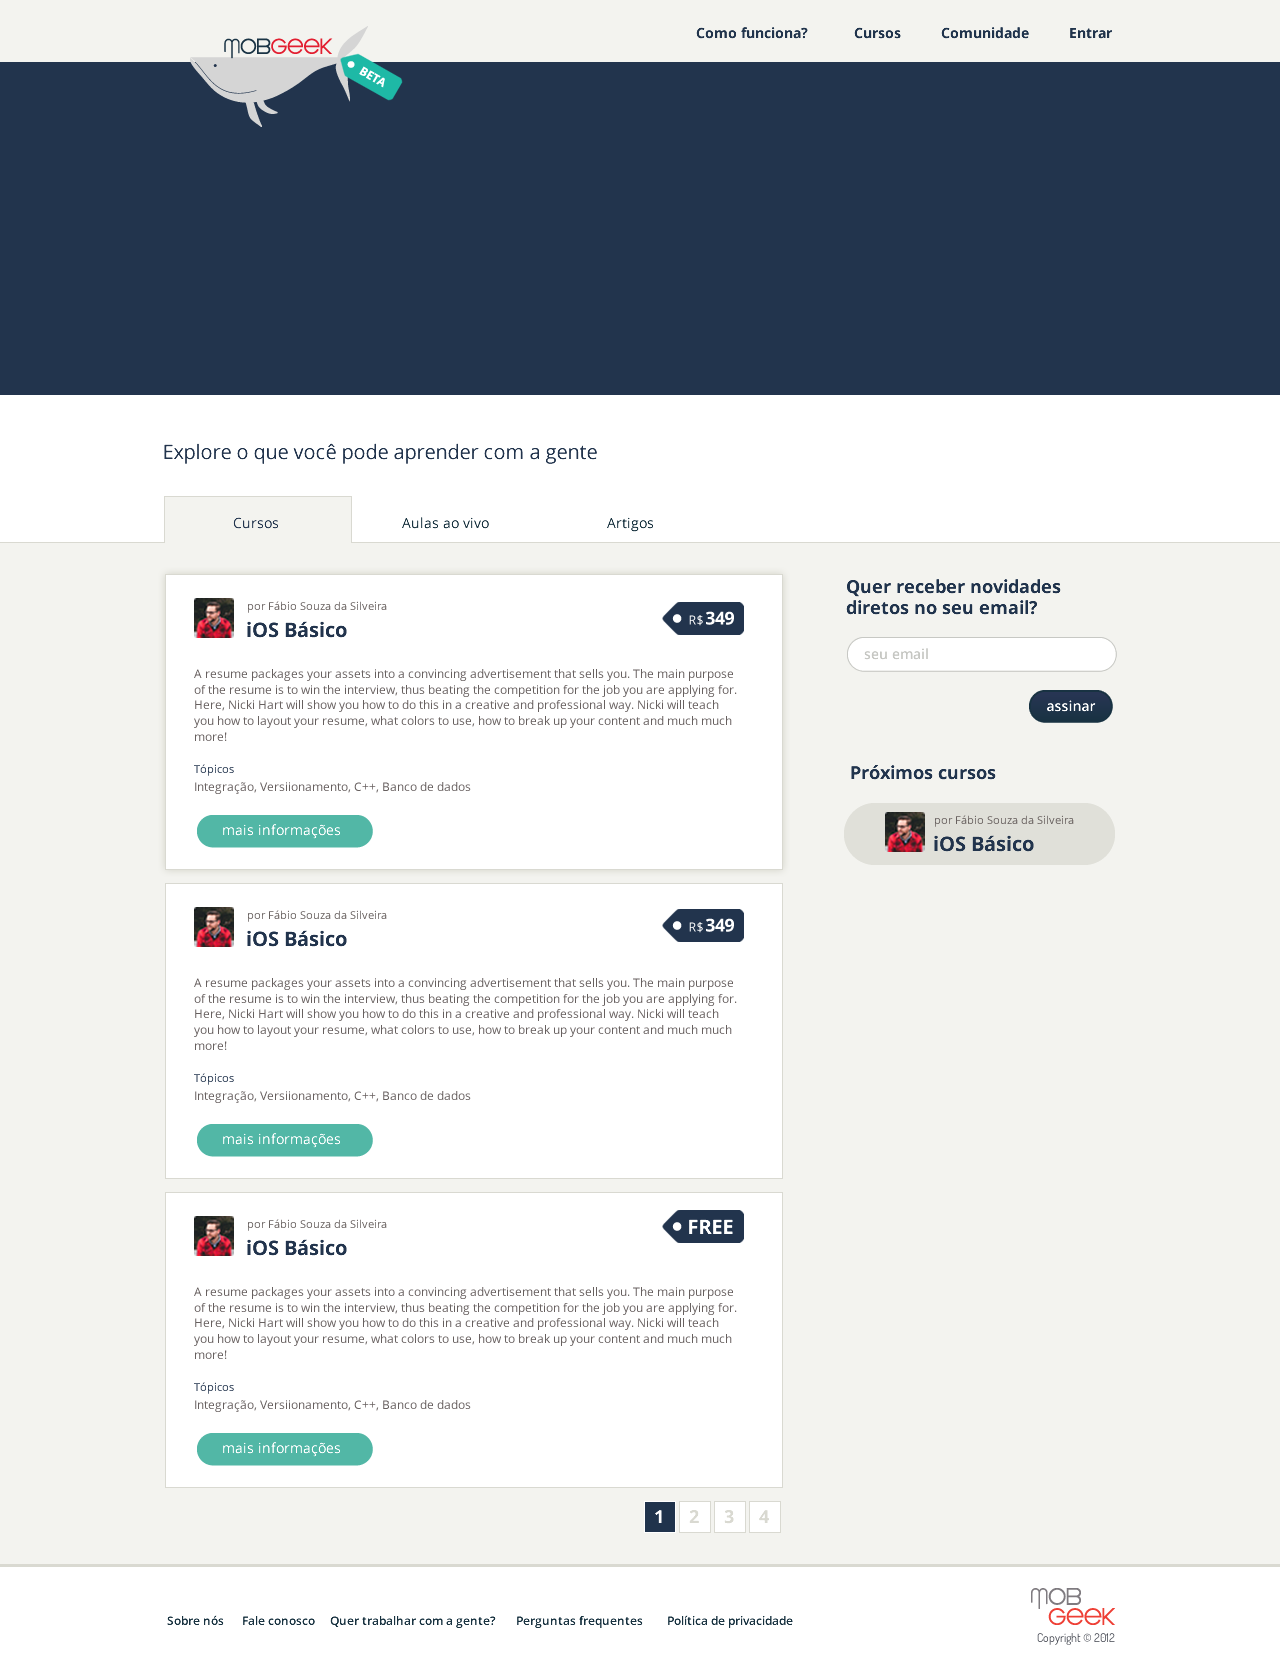 MOBGEEK
BETA
Como funciona?
Cursos
Comunidade
Entrar
Explore o que você pode aprender com a gente
Cursos
Aulas ao vivo
Artigos
por Fábio Souza da Silveira
iOS Básico
R$ 349
A resume packages your assets into a convincing advertisement that sells you. The main purpose
of the resume is to win the interview, thus beating the competition for the job you are applying for.
Here, Nicki Hart will show you how to do this in a creative and professional way. Nicki will teach
you how to layout your resume, what colors to use, how to break up your content and much much
more!
Tópicos
Integração, Versiionamento, C++, Banco de dados
mais informações
por Fábio Souza da Silveira
iOS Básico
R$ 349
A resume packages your assets into a convincing advertisement that sells you. The main purpose
of the resume is to win the interview, thus beating the competition for the job you are applying for.
Here, Nicki Hart will show you how to do this in a creative and professional way. Nicki will teach
you how to layout your resume, what colors to use, how to break up your content and much much
more!
Tópicos
Integração, Versiionamento, C++, Banco de dados
mais informações
por Fábio Souza da Silveira
iOS Básico
FREE
A resume packages your assets into a convincing advertisement that sells you. The main purpose
of the resume is to win the interview, thus beating the competition for the job you are applying for.
Here, Nicki Hart will show you how to do this in a creative and professional way. Nicki will teach
you how to layout your resume, what colors to use, how to break up your content and much much
more!
Tópicos
Integração, Versiionamento, C++, Banco de dados
mais informações
1 2 3 4
Quer receber novidades
diretos no seu email?
seu email
assinar
Próximos cursos
por Fábio Souza da Silveira
iOS Básico
Sobre nós
Fale conosco
Quer trabalhar com a gente?
Perguntas frequentes
Política de privacidade
MOB
GEEK
Copyright © 2012